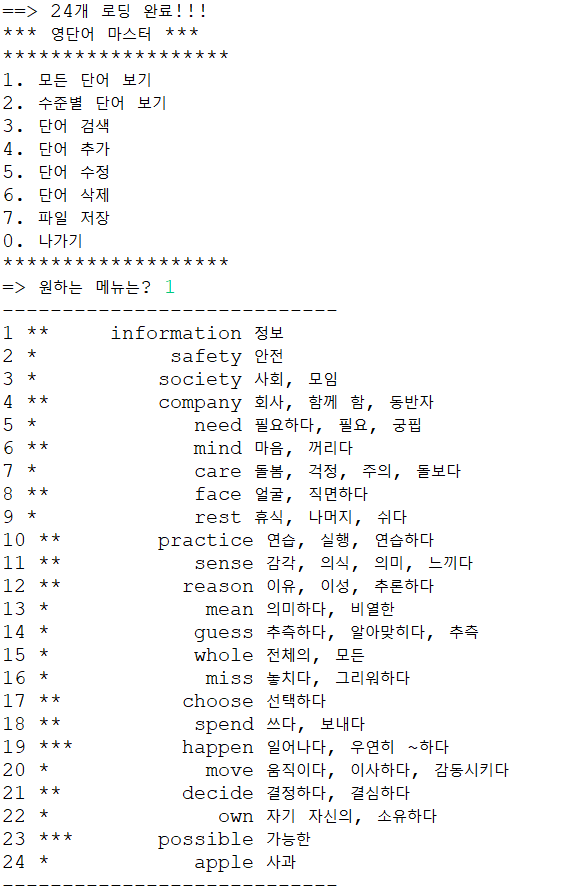 ==> 24개 로딩 완료!!!
*** 영단어 마스터 ***
*******************
1. 모든 단어 보기
2. 수준별 단어 보기
3. 단어 검색
4. 단어 추가
5. 단어 수정
6. 단어 삭제
7. 파일 저장
0. 나가기
*******************
=> 원하는 메뉴는? 1
----------------------------
1 **     information 정보
2 *           safety 안전
3 *          society 사회, 모임
4 **         company 회사, 함께 함, 동반자
5 *             need 필요하다, 필요, 궁핍
6 **            mind 마음, 꺼리다
7 *             care 돌봄, 걱정, 주의, 돌보다
8 **            face 얼굴, 직면하다
9 *             rest 휴식, 나머지, 쉬다
10 **        practice 연습, 실행, 연습하다
11 **           sense 감각, 의식, 의미, 느끼다
12 **          reason 이유, 이성, 추론하다
13 *             mean 의미하다, 비열한
14 *            guess 추측하다, 알아맞히다, 추측
15 *            whole 전체의, 모든
16 *             miss 놓치다, 그리워하다
17 **          choose 선택하다
18 **           spend 쓰다, 보내다
19 ***         happen 일어나다, 우연히 ~하다
20 *             move 움직이다, 이사하다, 감동시키다
21 **          decide 결정하다, 결심하다
22 *              own 자기 자신의, 소유하다
23 ***       possible 가능한
24 *            apple 사과
----------------------------